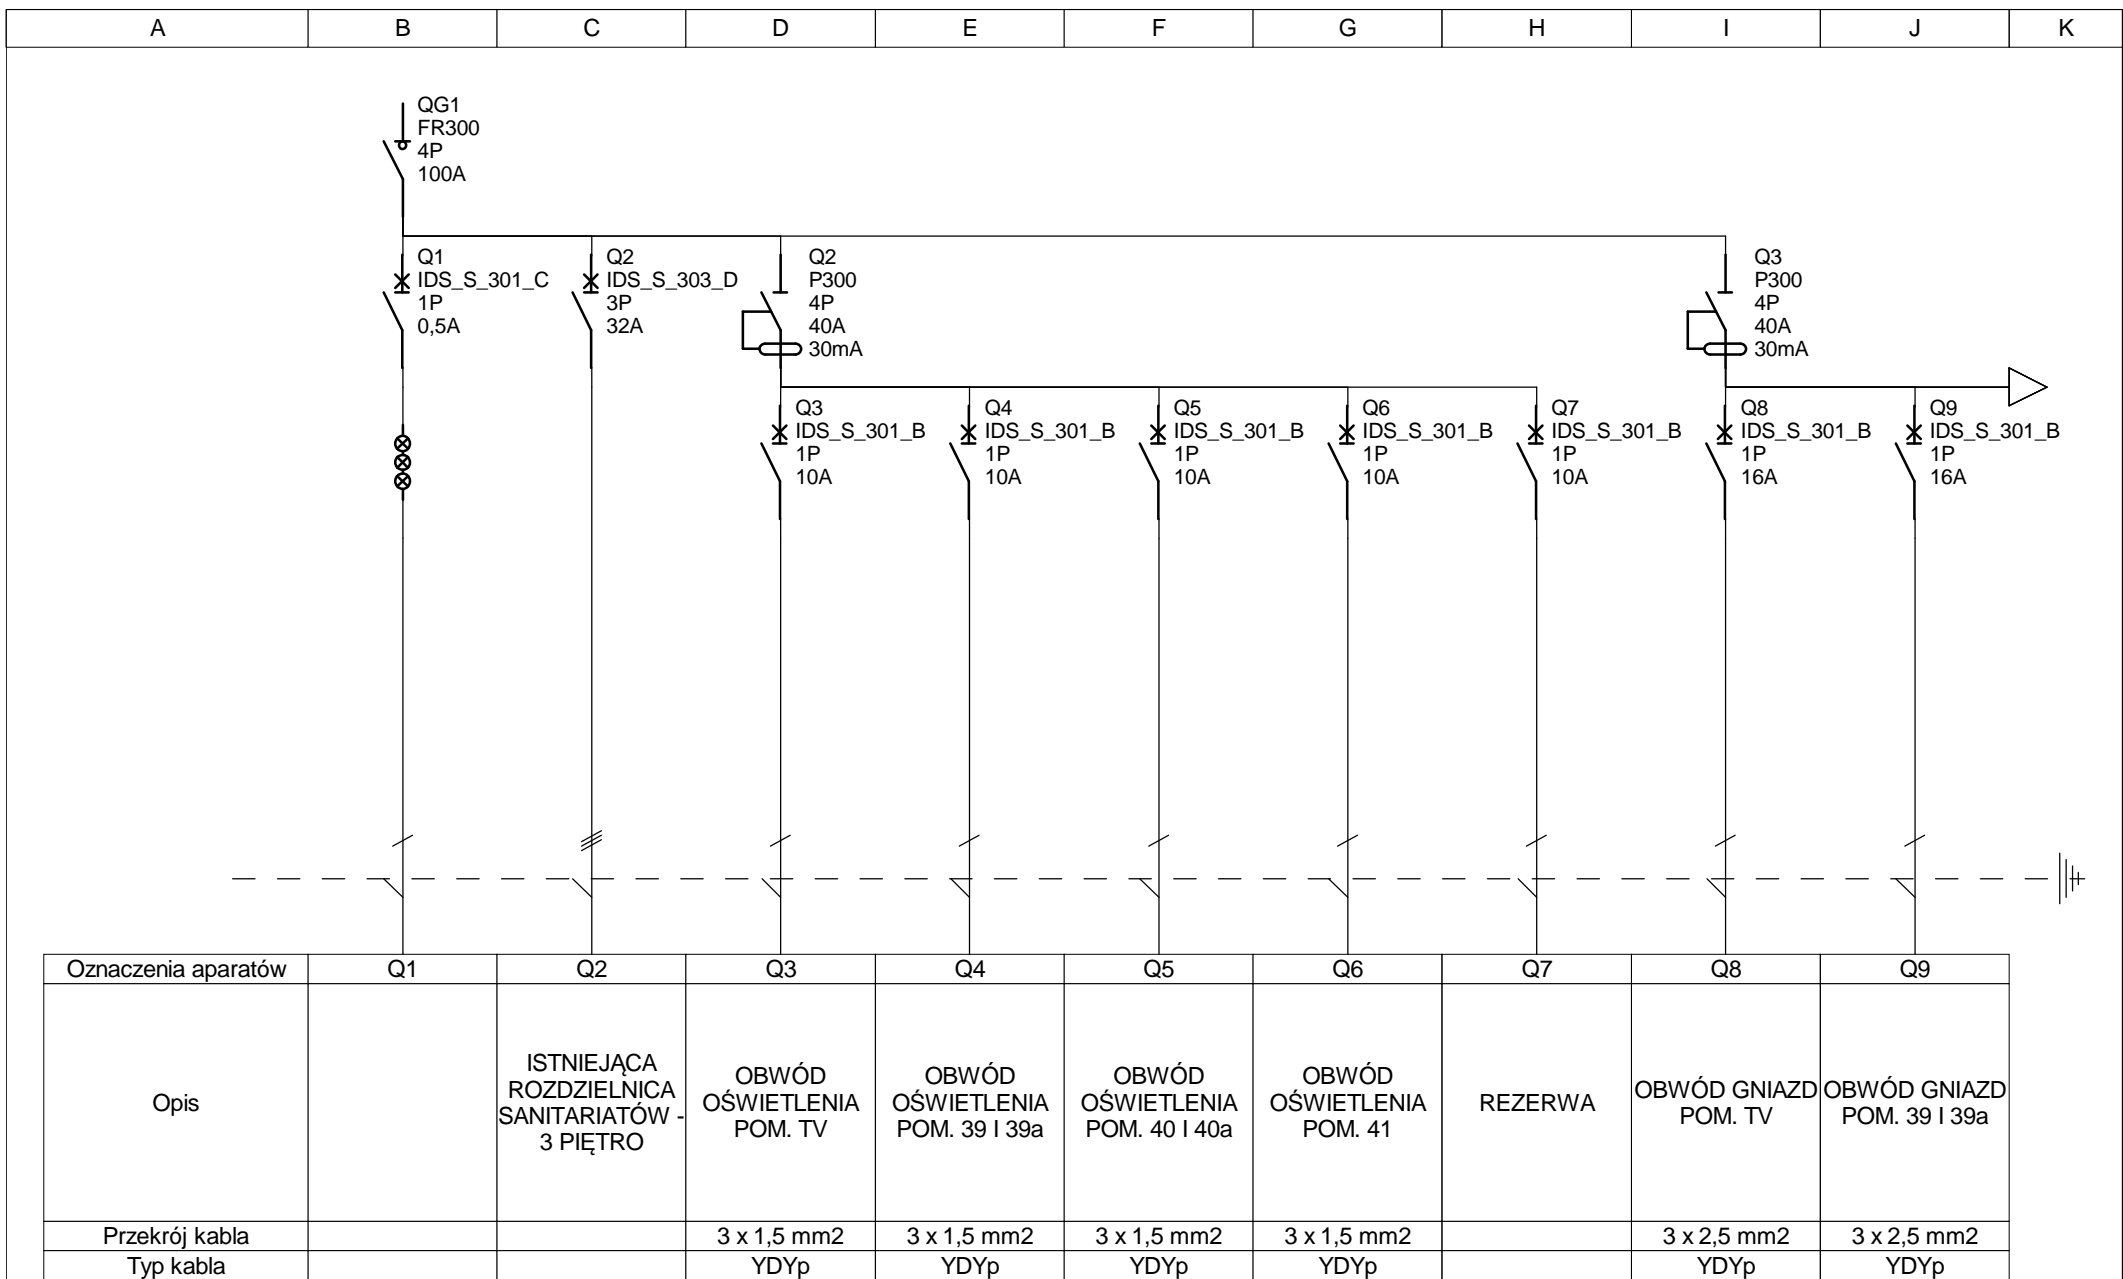 A B C D E F G H I J K
QG1
FR300
4P
100A
Q1
IDS_S_301_C
1P
0,5A
Q2
IDS_S_303_D
3P
32A
Q2
P300
4P
40A
30mA
Q3
P300
4P
40A
30mA
Q3
IDS_S_301_B
1P
10A
Q4
IDS_S_301_B
1P
10A
Q5
IDS_S_301_B
1P
10A
Q6
IDS_S_301_B
1P
10A
Q7
IDS_S_301_B
1P
10A
Q8
IDS_S_301_B
1P
16A
Q9
IDS_S_301_B
1P
16A
Oznaczenia aparatów Q1 Q2 Q3 Q4 Q5 Q6 Q7 Q8 Q9
Opis
ISTNIEJĄCA
ROZDZIELNICA
SANITARIATÓW -
3 PIĘTRO
OBWÓD
OŚWIETLENIA
POM. TV
OBWÓD
OŚWIETLENIA
POM. 39 I 39a
OBWÓD
OŚWIETLENIA
POM. 40 I 40a
OBWÓD
OŚWIETLENIA
POM. 41
REZERWA
OBWÓD GNIAZD
POM. TV
OBWÓD GNIAZD
POM. 39 I 39a
Przekrój kabla 3 x 1,5 mm2 3 x 1,5 mm2 3 x 1,5 mm2 3 x 1,5 mm2 3 x 2,5 mm2 3 x 2,5 mm2
Typ kabla YDYp YDYp YDYp YDYp YDYp YDYp